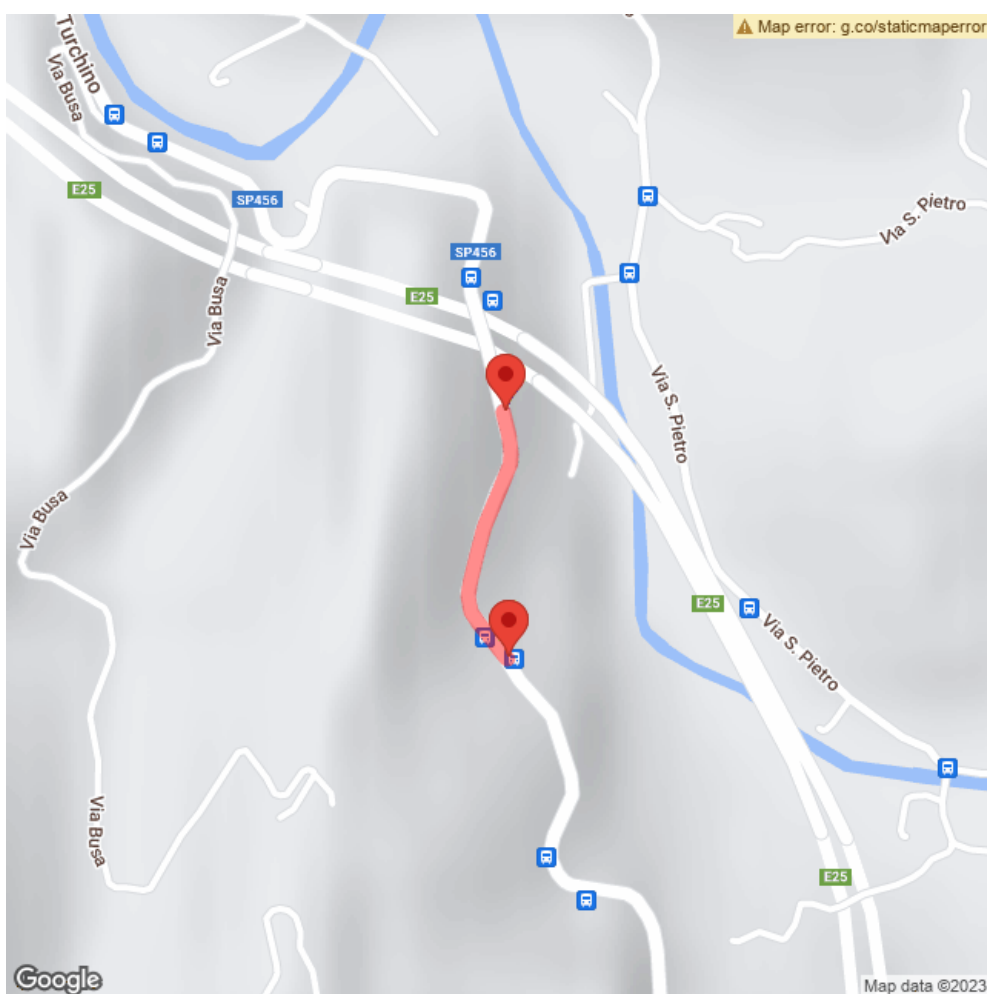 Map error: g.co/staticmaperror
Turchino
Via Busa
E25
SP456
Via S. Pietro
SP456
E25
Via Busa
Via S. Pietro
Via Busa
E25
Via S. Pietro
Via Busa
E25
Google
Map data ©2023